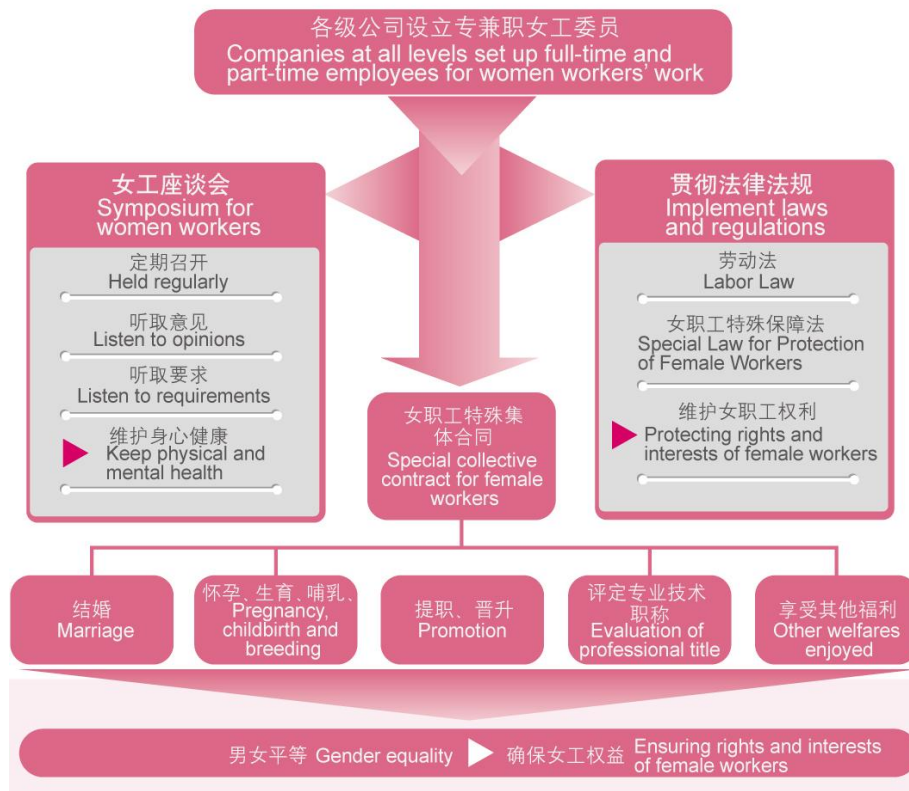 各级公司设立专兼职女工委员
Companies at all levels set up full-time and
part-time employees for women workers' work
女工座谈会
Symposium for
women workers
定期召开
Held regularly
听取意见
Listen to opinions
听取要求
Listen to requirements
维护身心健康
Keep physical and
mental health
贯彻法律法规
Implement laws
and regulations
劳动法
Labor Law
女职工特殊保障法
Special Law for Protection
of Female Workers
维护女职工权利
Protecting rights and
interests of female workers
女职工特殊集
体合同
Special collective
contract for female
workers
结婚
Marriage
怀孕、生育、哺乳、
Pregnancy,
childbirth and
breeding
提职、晋升
Promotion
评定专业技术
职称
Evaluation of
professional title
享受其他福利
Other welfares
enjoyed
男女平等 Gender equality
确保女工权益 Ensuring rights and interests
of female workers